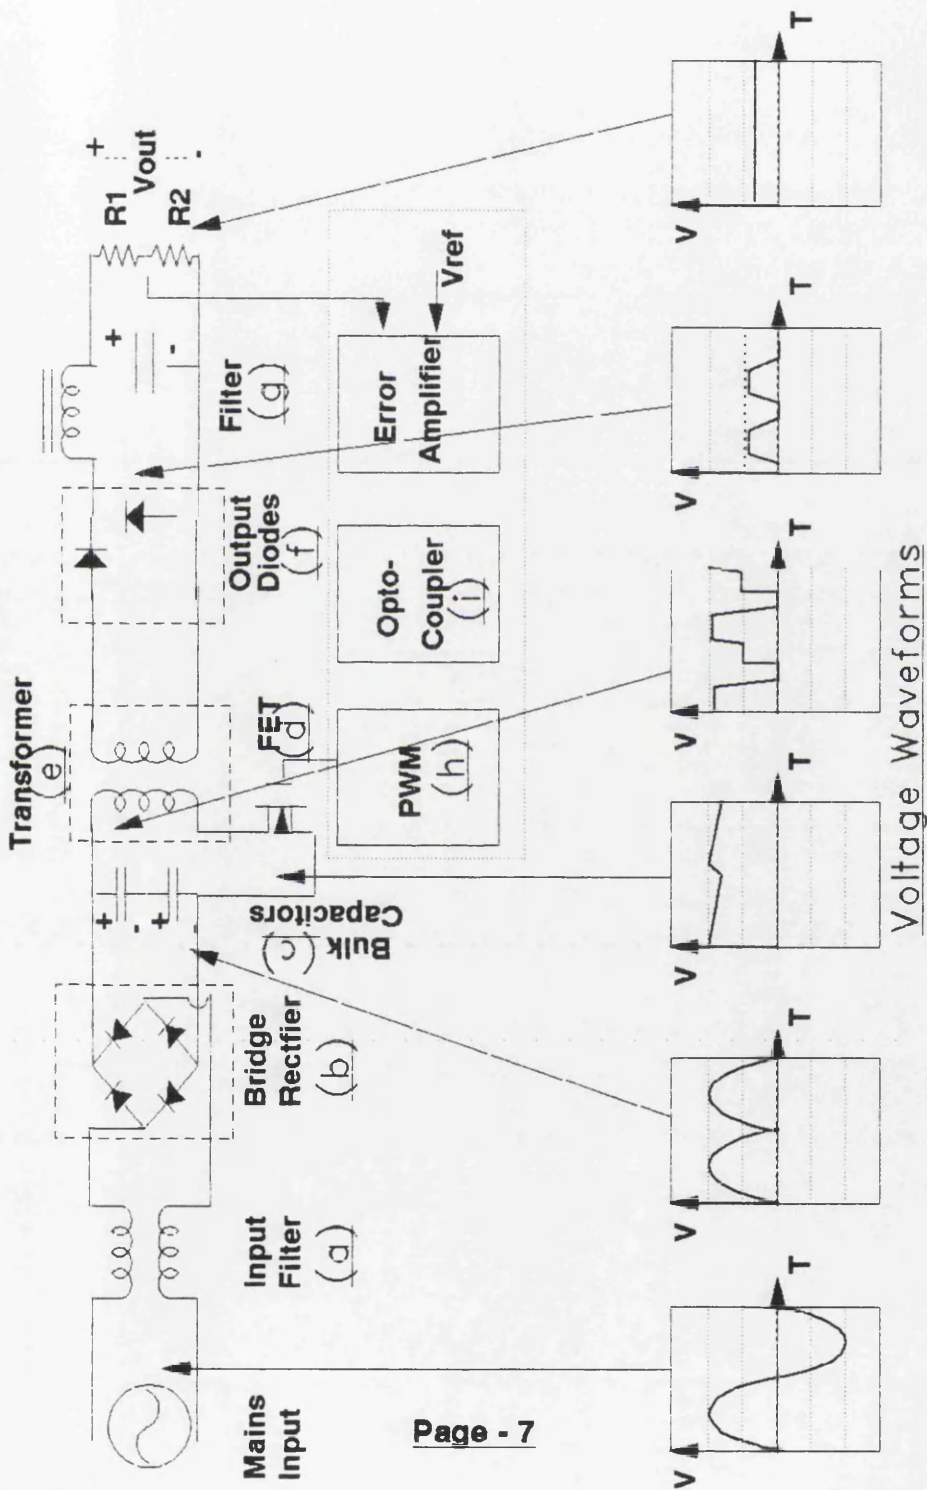 Transformer
(e)
+
Vout
-
R1
R2
+
-
+
-
+
-
Mains
Input
Input
Filter
(a)
Bridge
Rectfier
(b)
Bulk
Capacitors
(c)
FET
(d)
Output
Diodes
(f)
Filter
(g)
PWM
(h)
Opto-
Coupler
(i)
Error
Amplifier
Vref
V
T
V
T
V
T
V
T
V
T
V
T
Voltage Waveforms
Page - 7